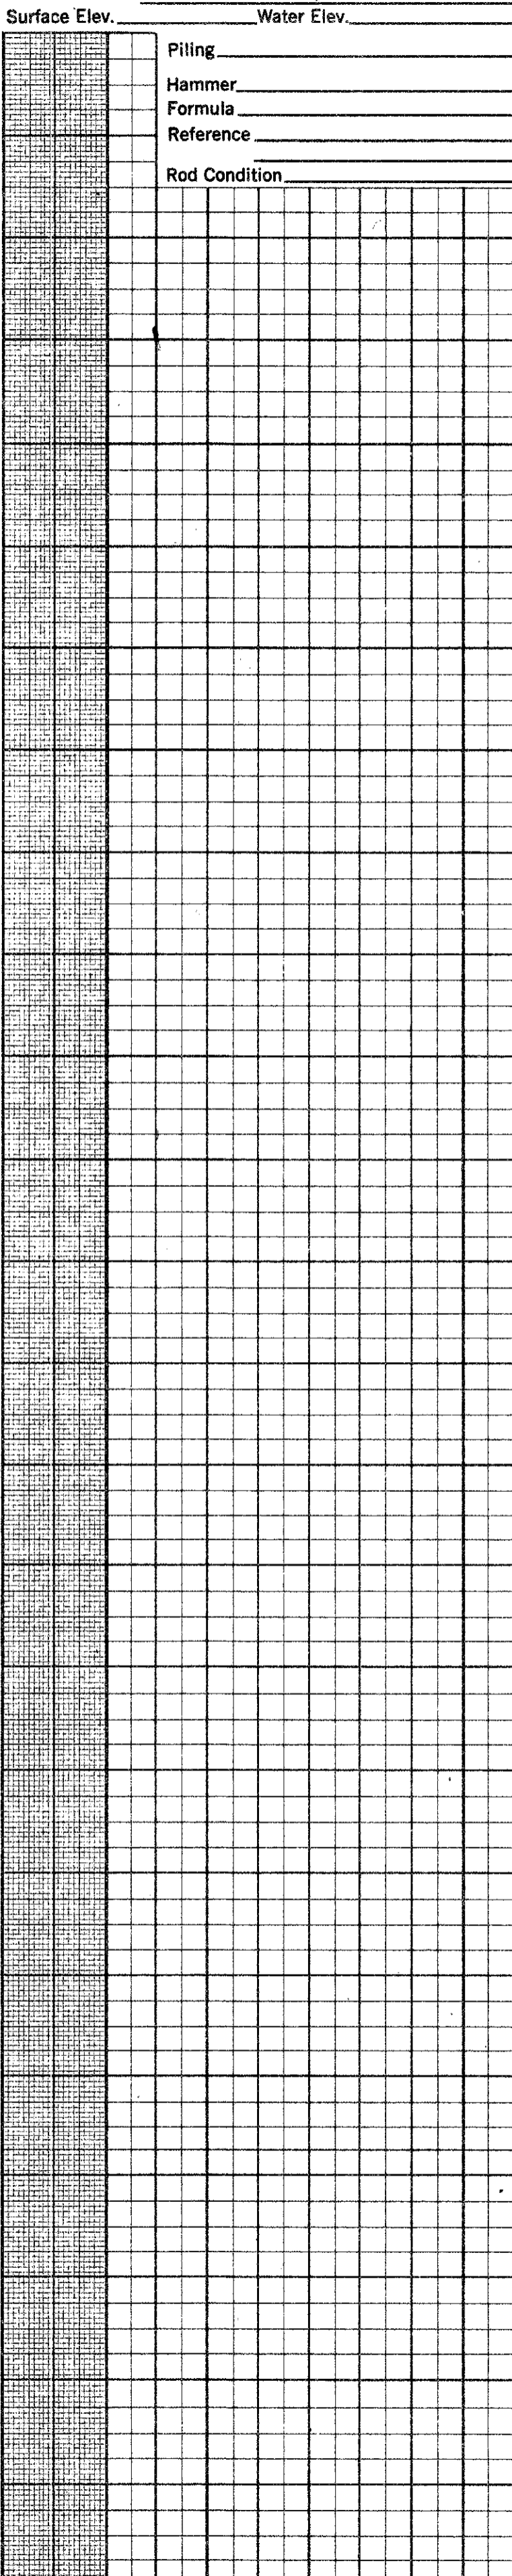 Surface Elev. Water Elev.
Piling
Hammer
Formula
Reference
Rod Condition